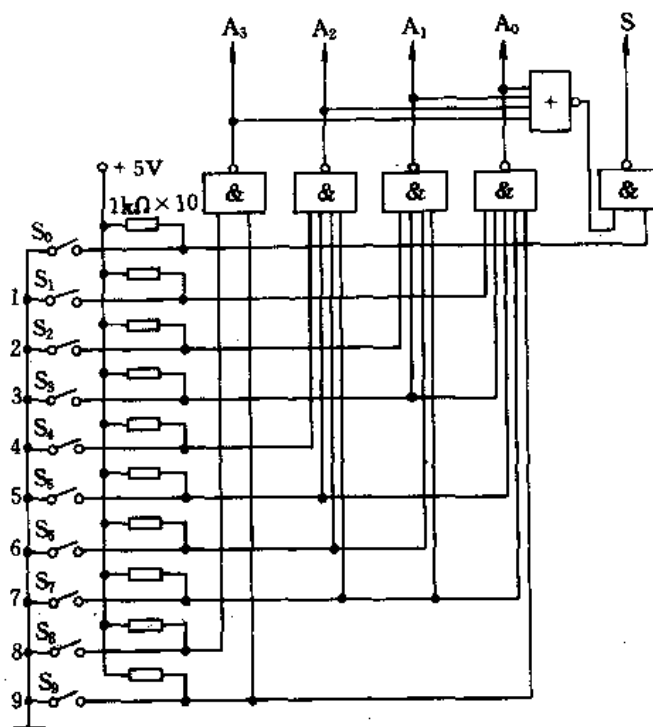 A₃ A₂ A₁ A₀ S
+
+ 5V
& & & & &
1kΩ × 10
S₀
S₁
1
S₂
2
S₃
3
S₄
4
S₅
5
S₆
6
S₇
7
S₈
8
S₉
9